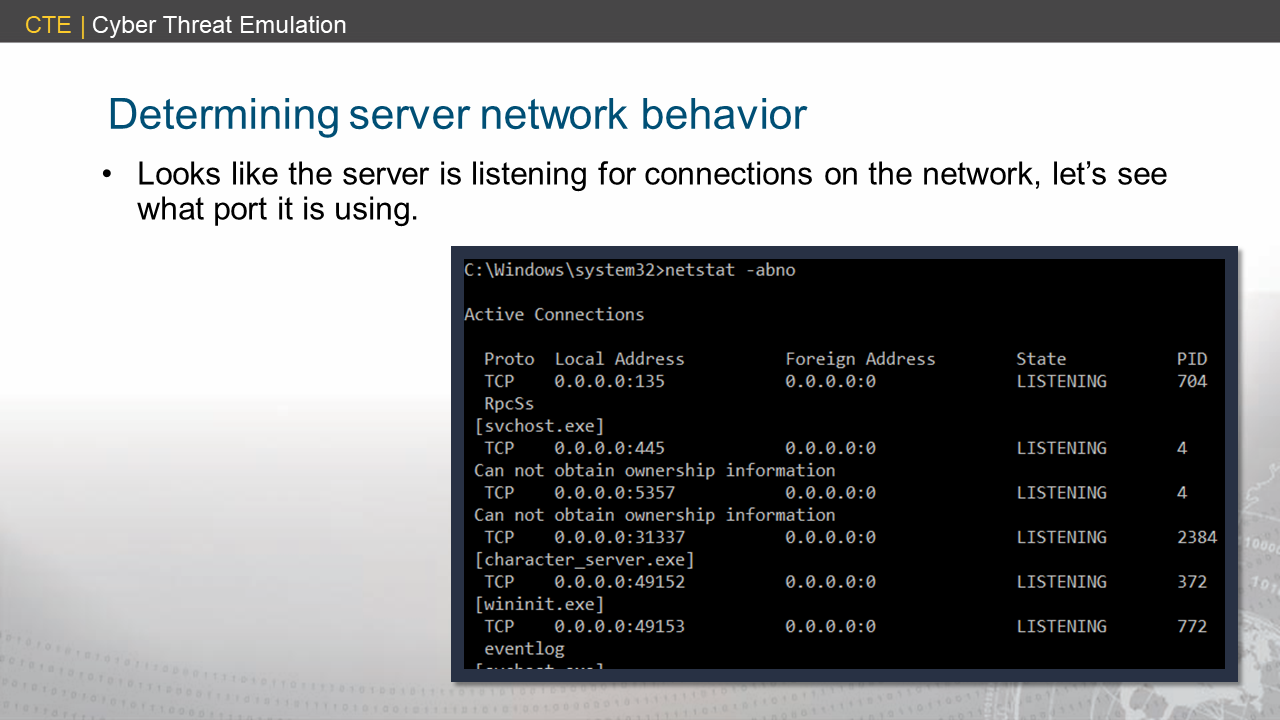 CTE | Cyber Threat Emulation
Determining server network behavior
• Looks like the server is listening for connections on the network, let’s see
what port it is using.
C:\Windows\system32>netstat -abno
Active Connections
Proto Local Address Foreign Address State PID
TCP 0.0.0.0:135 0.0.0.0:0 LISTENING 704
RpcSs
[svchost.exe]
TCP 0.0.0.0:445 0.0.0.0:0 LISTENING 4
Can not obtain ownership information
TCP 0.0.0.0:5357 0.0.0.0:0 LISTENING 4
Can not obtain ownership information
TCP 0.0.0.0:31337 0.0.0.0:0 LISTENING 2384
[character_server.exe]
TCP 0.0.0.0:49152 0.0.0.0:0 LISTENING 372
[wininit.exe]
TCP 0.0.0.0:49153 0.0.0.0:0 LISTENING 772
eventlog